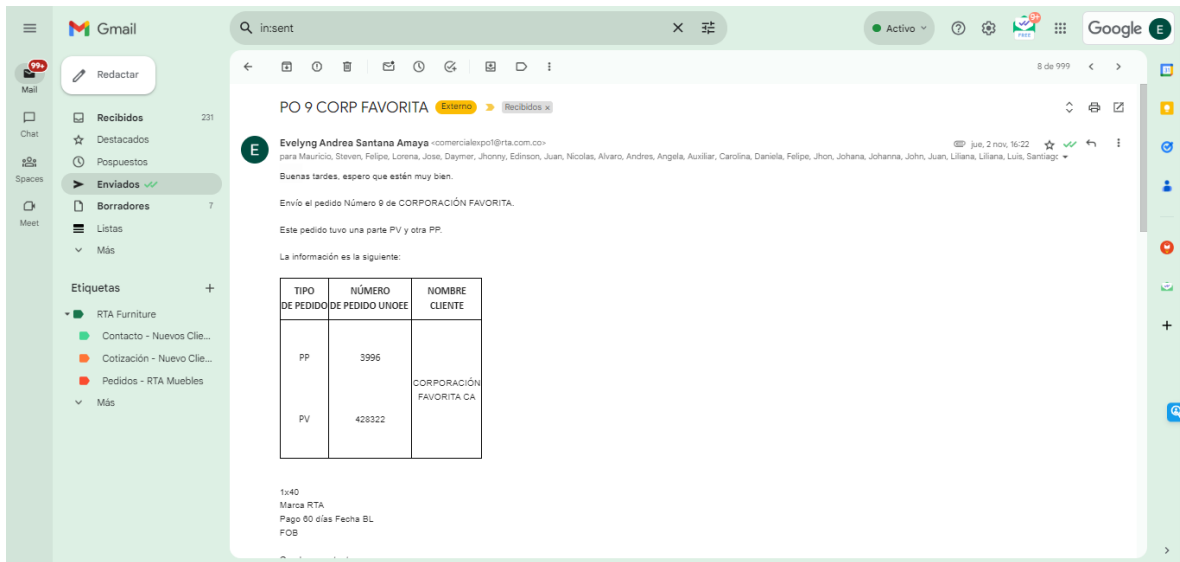 Gmail
in:sent
Activo
9+
FREE
Google
E
99+
Mail
Redactar
8 de 999
Chat
Spaces
Meet
Recibidos 231
Destacados
Pospuestos
Enviados
Borradores 7
Listas
Más
Etiquetas
RTA Furniture
Contacto - Nuevos Clie...
Cotización - Nuevo Clie...
Pedidos - RTA Muebles
Más
PO 9 CORP FAVORITA Externo Recibidos x
E
Evelyng Andrea Santana Amaya <comercialexpo1@rta.com.co> jue, 2 nov, 16:22
para Mauricio, Steven, Felipe, Lorena, Jose, Daymer, Jhonny, Edinson, Juan, Nicolas, Alvaro, Andres, Angela, Auxiliar, Carolina, Daniela, Felipe, Jhon, Johana, Johanna, John, Juan, Liliana, Liliana, Luis, Santiago
Buenas tardes, espero que estén muy bien.
Envío el pedido Número 9 de CORPORACIÓN FAVORITA.
Este pedido tuvo una parte PV y otra PP.
La información es la siguiente:
TIPO DE PEDIDO NÚMERO DE PEDIDO UNOEE NOMBRE CLIENTE
PP 3996
CORPORACIÓN FAVORITA CA
PV 428322
1x40
Marca RTA
Pago 60 días Fecha BL
FOB